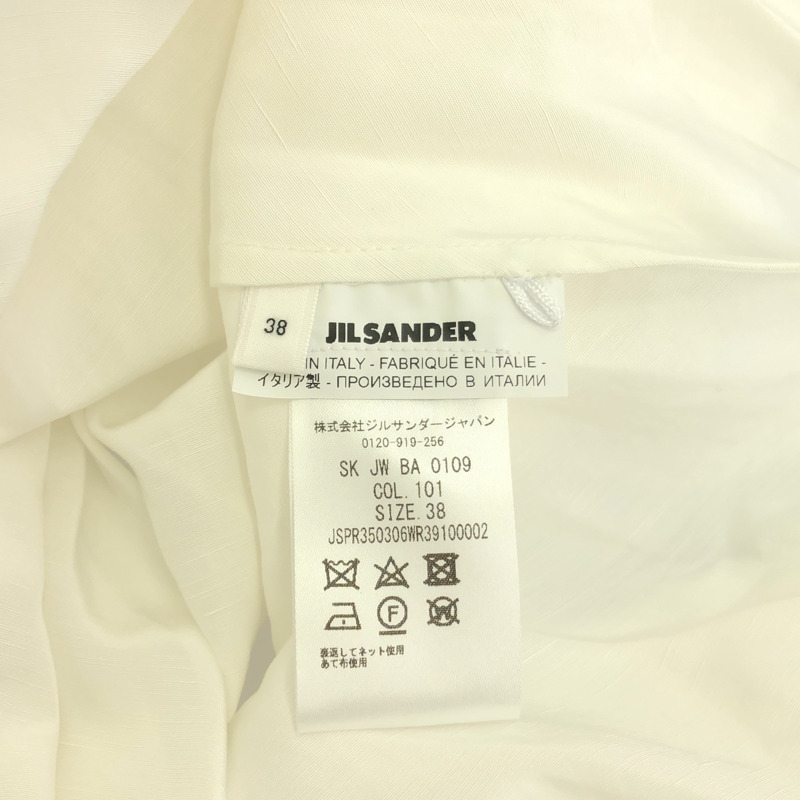 38
JIL SANDER
IN ITALY - FABRIQUÉ EN ITALIE -
イタリア製 - ПРОИЗВЕДЕНО В ИТАЛИИ
株式会社ジルサンダージャパン
0120-919-256
SK JW BA 0109
COL. 101
SIZE. 38
JSPR350306WR39100002
F
W
裏返してネット使用
あて布使用